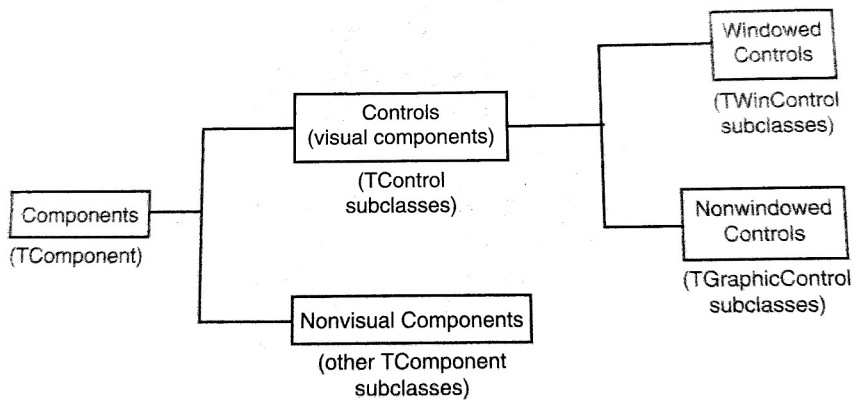 Components
(TComponent)
Controls
(visual components)
(TControl
subclasses)
Nonvisual Components
(other TComponent
subclasses)
Windowed
Controls
(TWinControl
subclasses)
Nonwindowed
Controls
(TGraphicControl
subclasses)